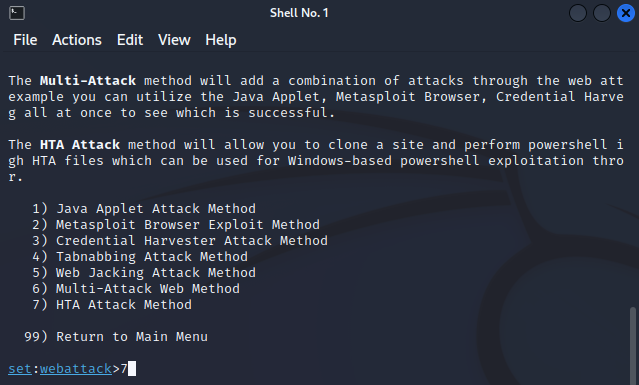 Shell No. 1
File Actions Edit View Help
The Multi-Attack method will add a combination of attacks through the web att
example you can utilize the Java Applet, Metasploit Browser, Credential Harve
g all at once to see which is successful.
The HTA Attack method will allow you to clone a site and perform powershell i
gh HTA files which can be used for Windows-based powershell exploitation thro
r.
1) Java Applet Attack Method
2) Metasploit Browser Exploit Method
3) Credential Harvester Attack Method
4) Tabnabbing Attack Method
5) Web Jacking Attack Method
6) Multi-Attack Web Method
7) HTA Attack Method
99) Return to Main Menu
set:webattack>7